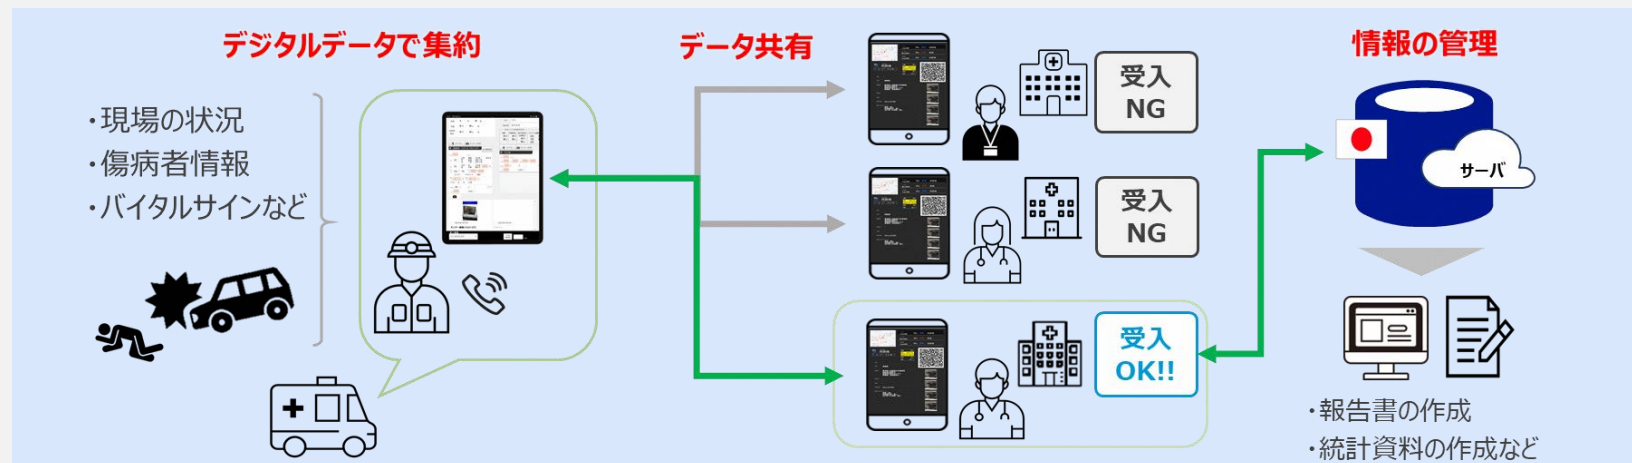 デジタルデータで集約
・現場の状況
・傷病者情報
・バイタルサインなど
データ共有
受入
NG
受入
NG
受入
OK!!
情報の管理
サーバ
・報告書の作成
・統計資料の作成など